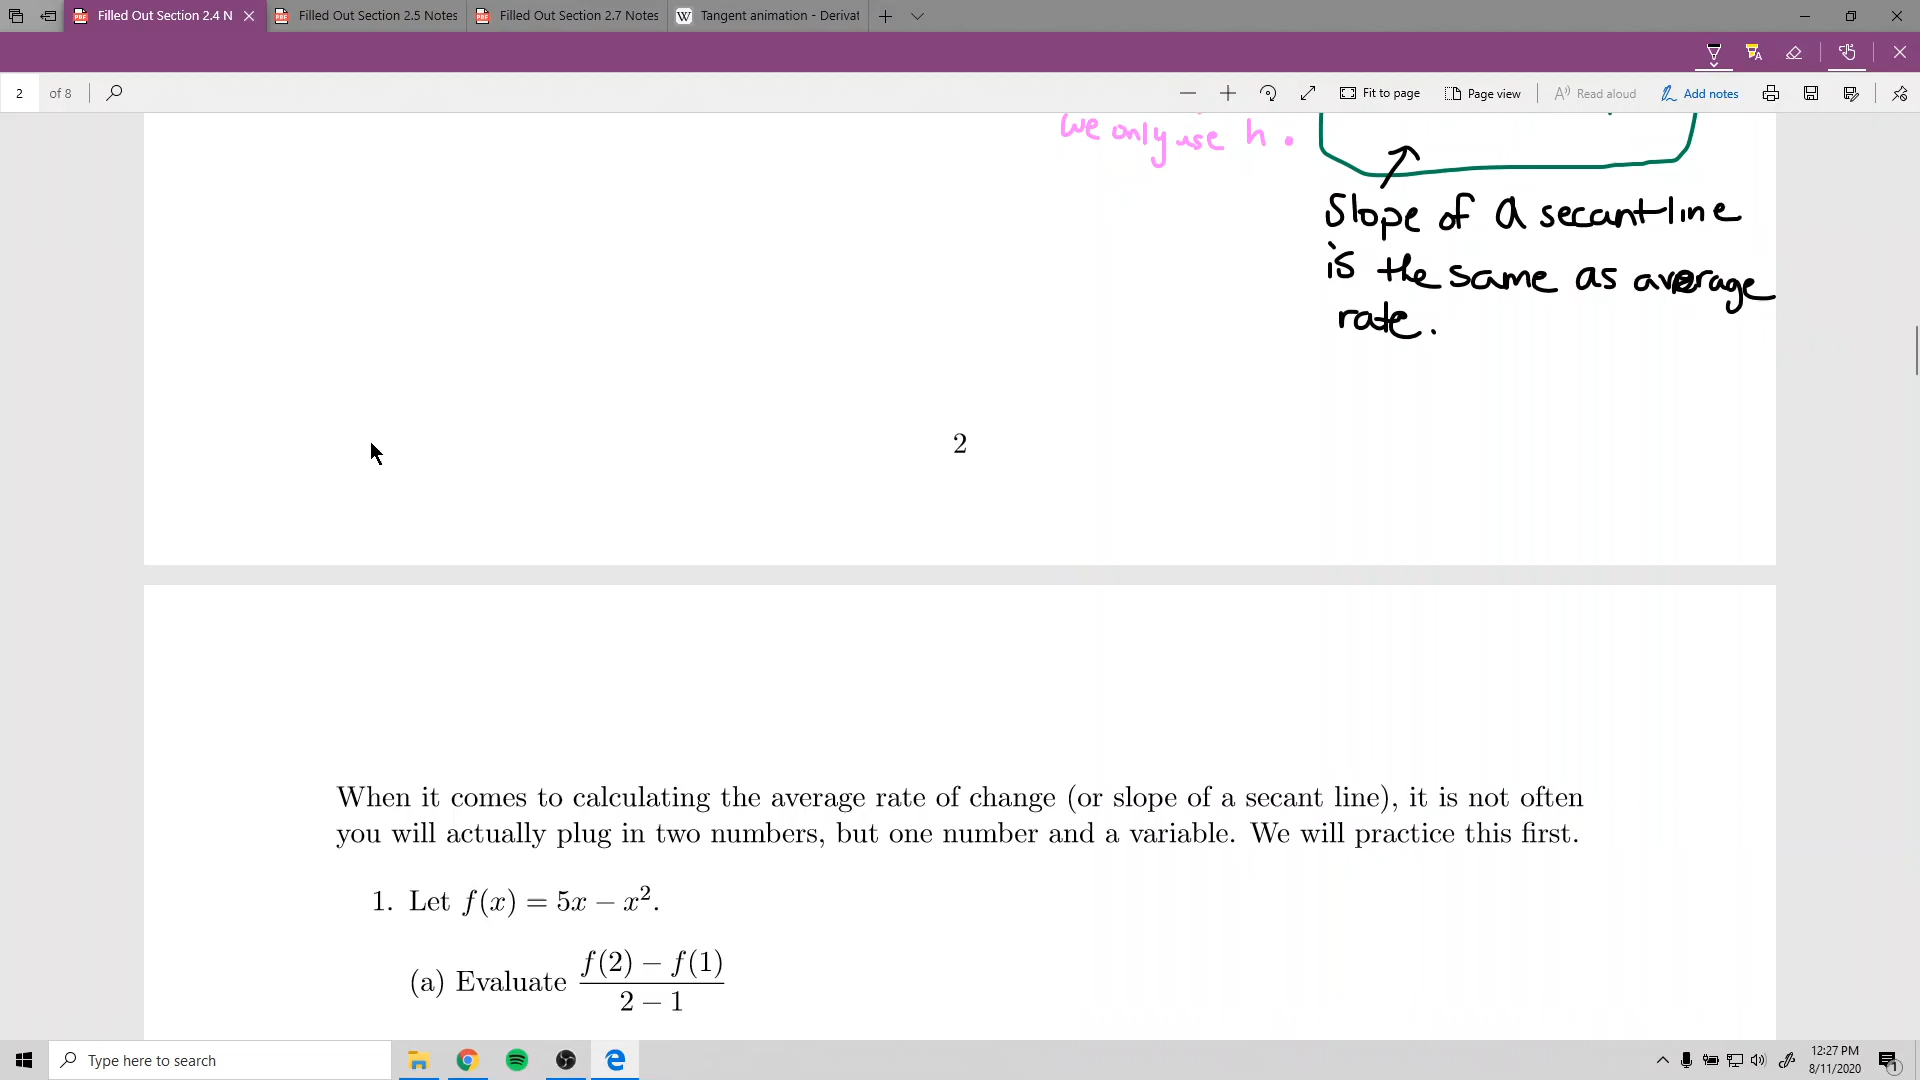 Filled Out Section 2.4 N
Filled Out Section 2.5 Notes
Filled Out Section 2.7 Notes
W Tangent animation - Derivat
2 of 8
Fit to page
Page view
Read aloud
Add notes
we only use h.
Slope of a secant line
is the same as average
rate.
2
When it comes to calculating the average rate of change (or slope of a secant line), it is not often
you will actually plug in two numbers, but one number and a variable. We will practice this first.
1. Let f(x) = 5x − x².
(a) Evaluate
f(2) − f(1)
2 − 1
Type here to search
12:27 PM
8/11/2020
1